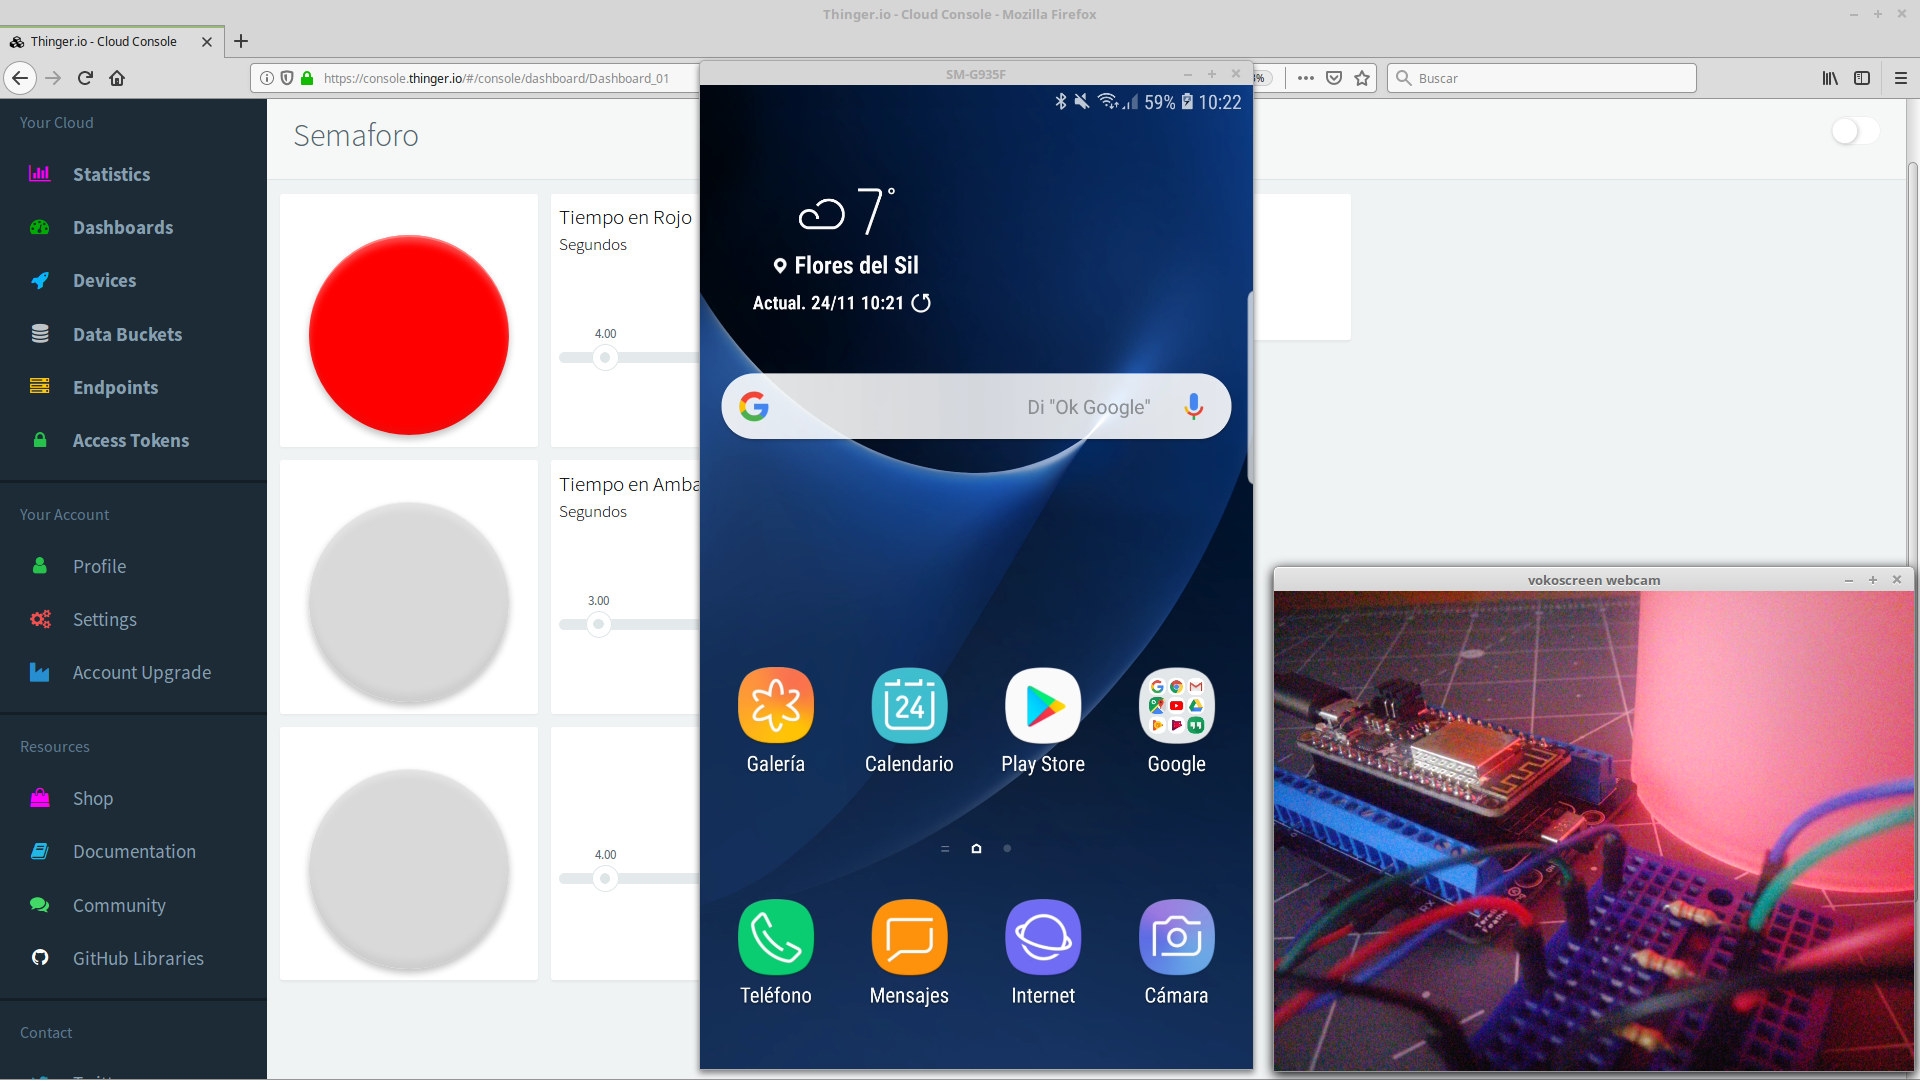 Thinger.io - Cloud Console - Mozilla Firefox
Thinger.io - Cloud Console
https://console.thinger.io/#/console/dashboard/Dashboard_01
Buscar
Your Cloud
Statistics
Dashboards
Devices
Data Buckets
Endpoints
Access Tokens
Your Account
Profile
Settings
Account Upgrade
Resources
Shop
Documentation
Community
GitHub Libraries
Contact
Semaforo
Tiempo en Rojo
Segundos
4.00
Tiempo en Amba
Segundos
3.00
4.00
SM-G935F
59% 10:22
7°
Flores del Sil
Actual. 24/11 10:21
Di "Ok Google"
24
Galería
Calendario
Play Store
Google
Teléfono
Mensajes
Internet
Cámara
vokoscreen webcam
RX